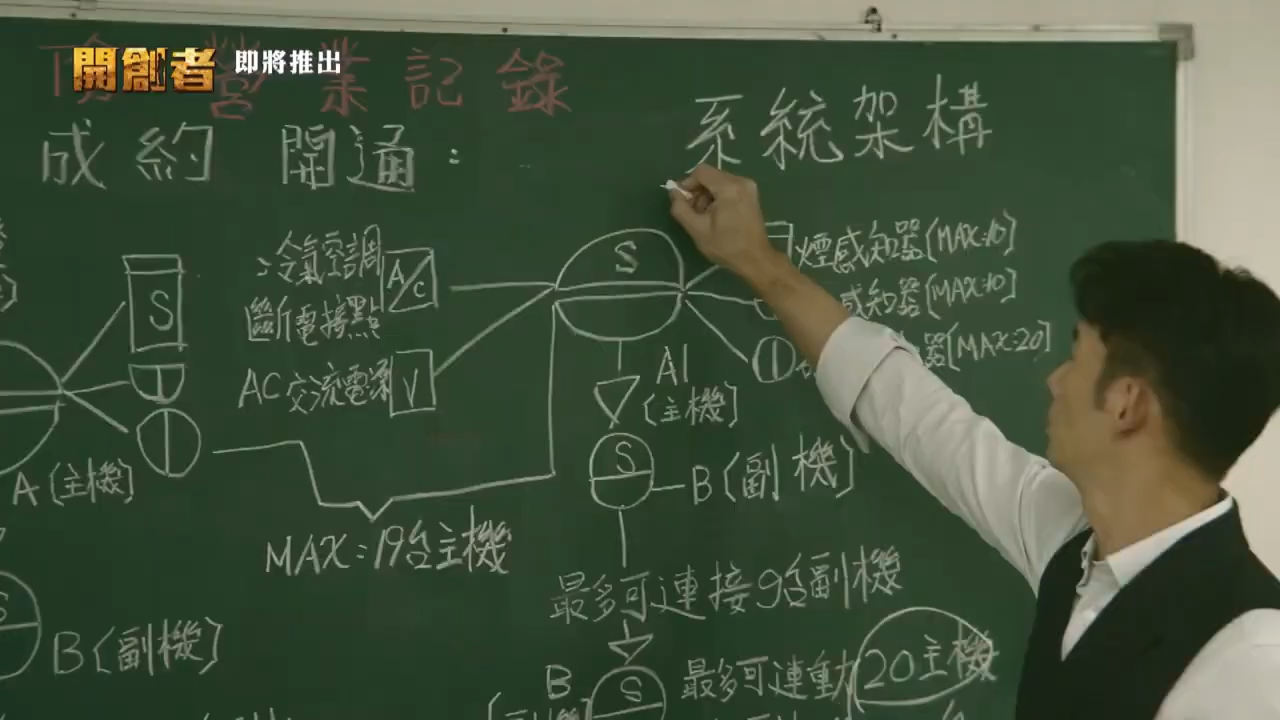 開創者 即將推出
營業記錄
系統架構
成約 開通:
S
冷氣空調
A/C
斷電接點
AC交流電源
V
S
煙感知器(MAX:10)
感知器(MAX:10)
器(MAX:20)
A1
(主機)
A(主機)
S
B(副機)
MAX:19台主機
最多可連接9台副機
S
B(副機)
B
S
最多可連動
20主機